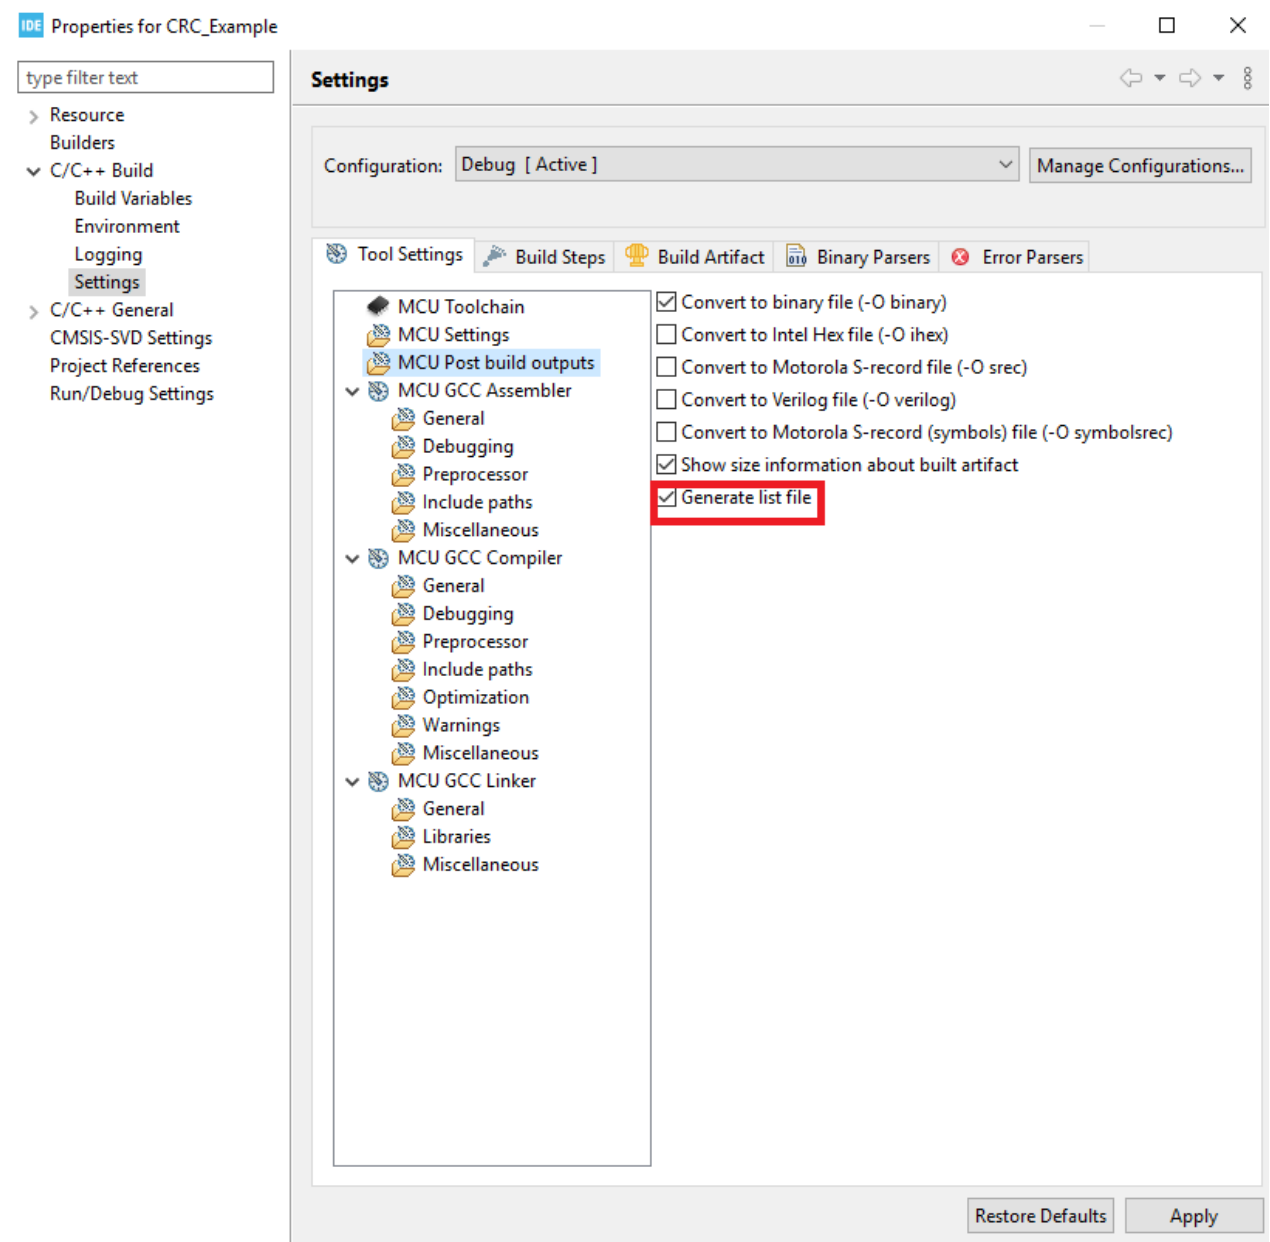 IDE Properties for CRC_Example
type filter text
Resource
Builders
C/C++ Build
Build Variables
Environment
Logging
Settings
C/C++ General
CMSIS-SVD Settings
Project References
Run/Debug Settings
Settings
Configuration: Debug [ Active ] Manage Configurations...
Tool Settings Build Steps Build Artifact Binary Parsers Error Parsers
MCU Toolchain
MCU Settings
MCU Post build outputs
MCU GCC Assembler
General
Debugging
Preprocessor
Include paths
Miscellaneous
MCU GCC Compiler
General
Debugging
Preprocessor
Include paths
Optimization
Warnings
Miscellaneous
MCU GCC Linker
General
Libraries
Miscellaneous
Convert to binary file (-O binary)
Convert to Intel Hex file (-O ihex)
Convert to Motorola S-record file (-O srec)
Convert to Verilog file (-O verilog)
Convert to Motorola S-record (symbols) file (-O symbolsrec)
Show size information about built artifact
Generate list file
Restore Defaults Apply